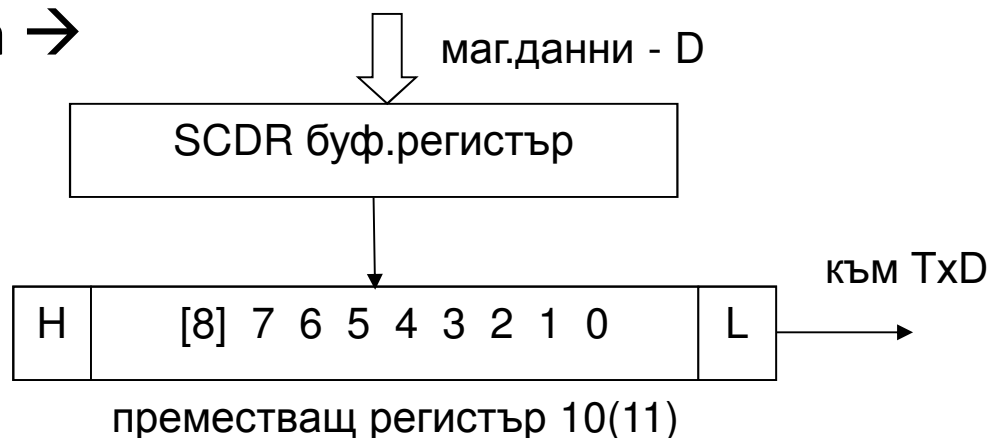 →
маг.данни - D
SCDR буф.регистър
към TxD
H [8] 7 6 5 4 3 2 1 0 L
преместващ регистър 10(11)